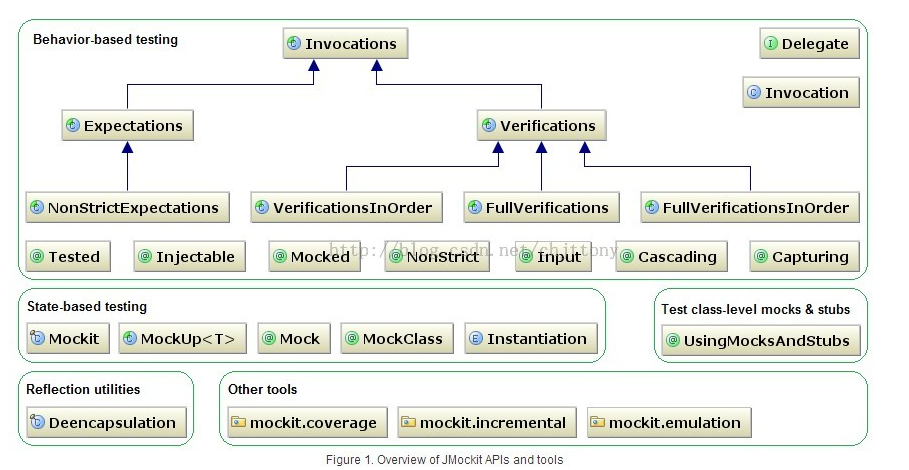 Behavior-based testing
Invocations
Delegate
Invocation
Expectations
Verifications
NonStrictExpectations
VerificationsInOrder
FullVerifications
FullVerificationsInOrder
http://blog.csdn.net/chittony
@ Tested
@ Injectable
@ Mocked
@ NonStrict
@ Input
@ Cascading
@ Capturing
State-based testing
Mockit
MockUp<T>
@ Mock
@ MockClass
E Instantiation
Test class-level mocks & stubs
@ UsingMocksAndStubs
Reflection utilities
Deencapsulation
Other tools
mockit.coverage
mockit.incremental
mockit.emulation
Figure 1. Overview of JMockit APIs and tools